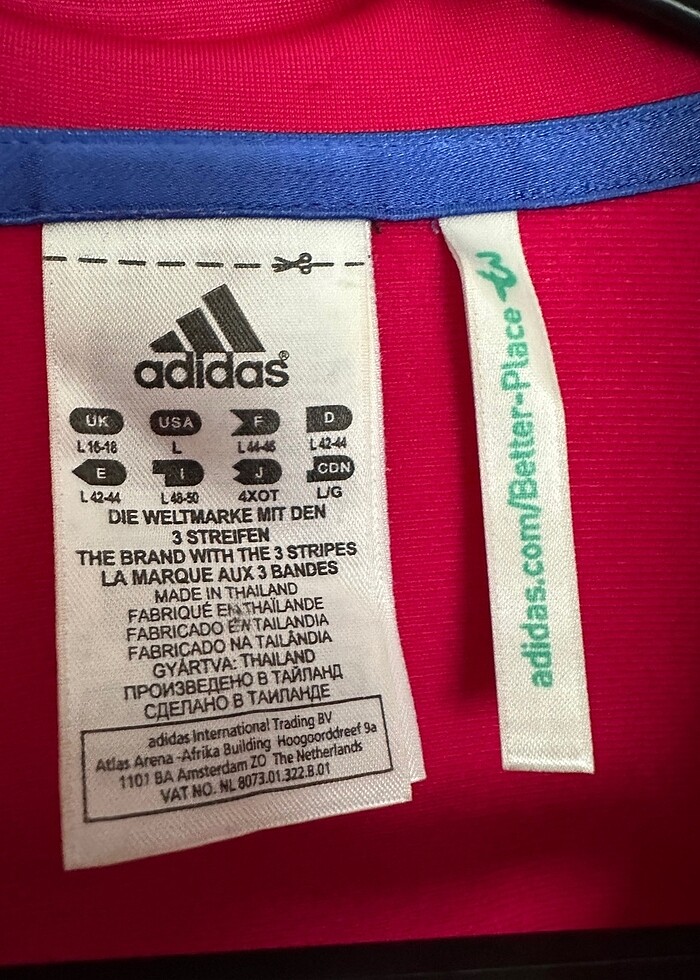 adidas®
UK USA F D
L 16-18 L L 44-46 L 42-44
E I J CDN
L 42-44 L 48-50 4XOT L/G
DIE WELTMARKE MIT DEN
3 STREIFEN
THE BRAND WITH THE 3 STRIPES
LA MARQUE AUX 3 BANDES
MADE IN THAILAND
FABRIQUÉ EN THAÏLANDE
FABRICADO EN TAILANDIA
FABRICADO NA TAILÂNDIA
GYÁRTVA: THAILAND
ПРОИЗВЕДЕНО В ТАЙЛАНД
СДЕЛАНО В ТАИЛАНДЕ
adidas International Trading BV
Atlas Arena -Afrika Building Hoogoorddreef 9a
1101 BA Amsterdam ZO The Netherlands
VAT NO. NL 8073.01.322.B.01
adidas.com/Better-Place